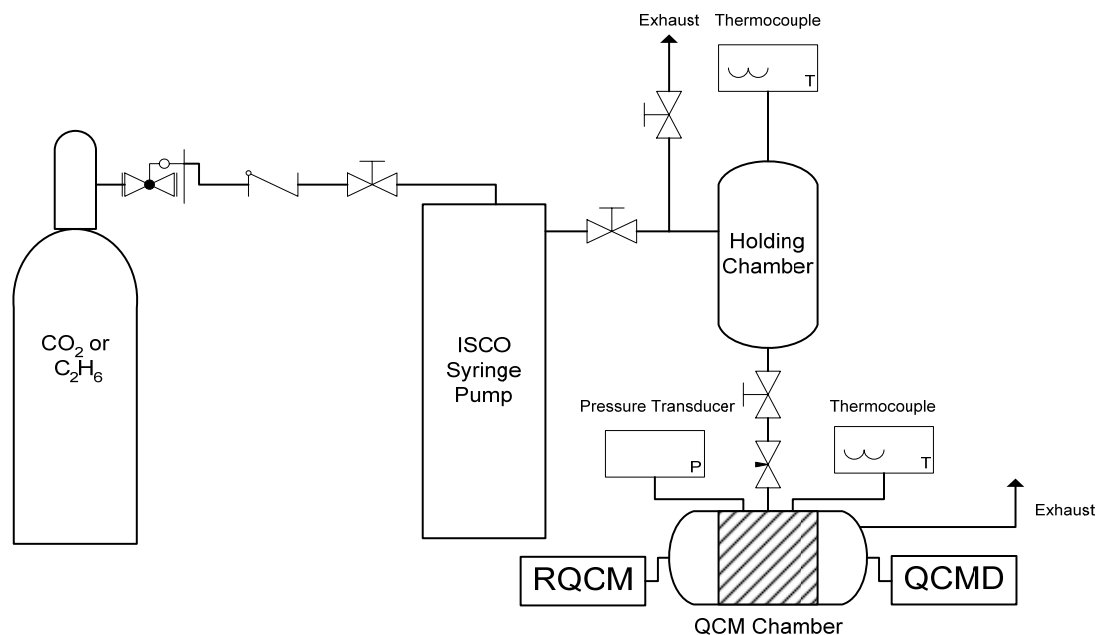 Exhaust
Thermocouple
T
CO₂ or
C₂H₆
ISCO
Syringe
Pump
Holding
Chamber
Pressure Transducer
P
Thermocouple
T
Exhaust
RQCM
QCMD
QCM Chamber